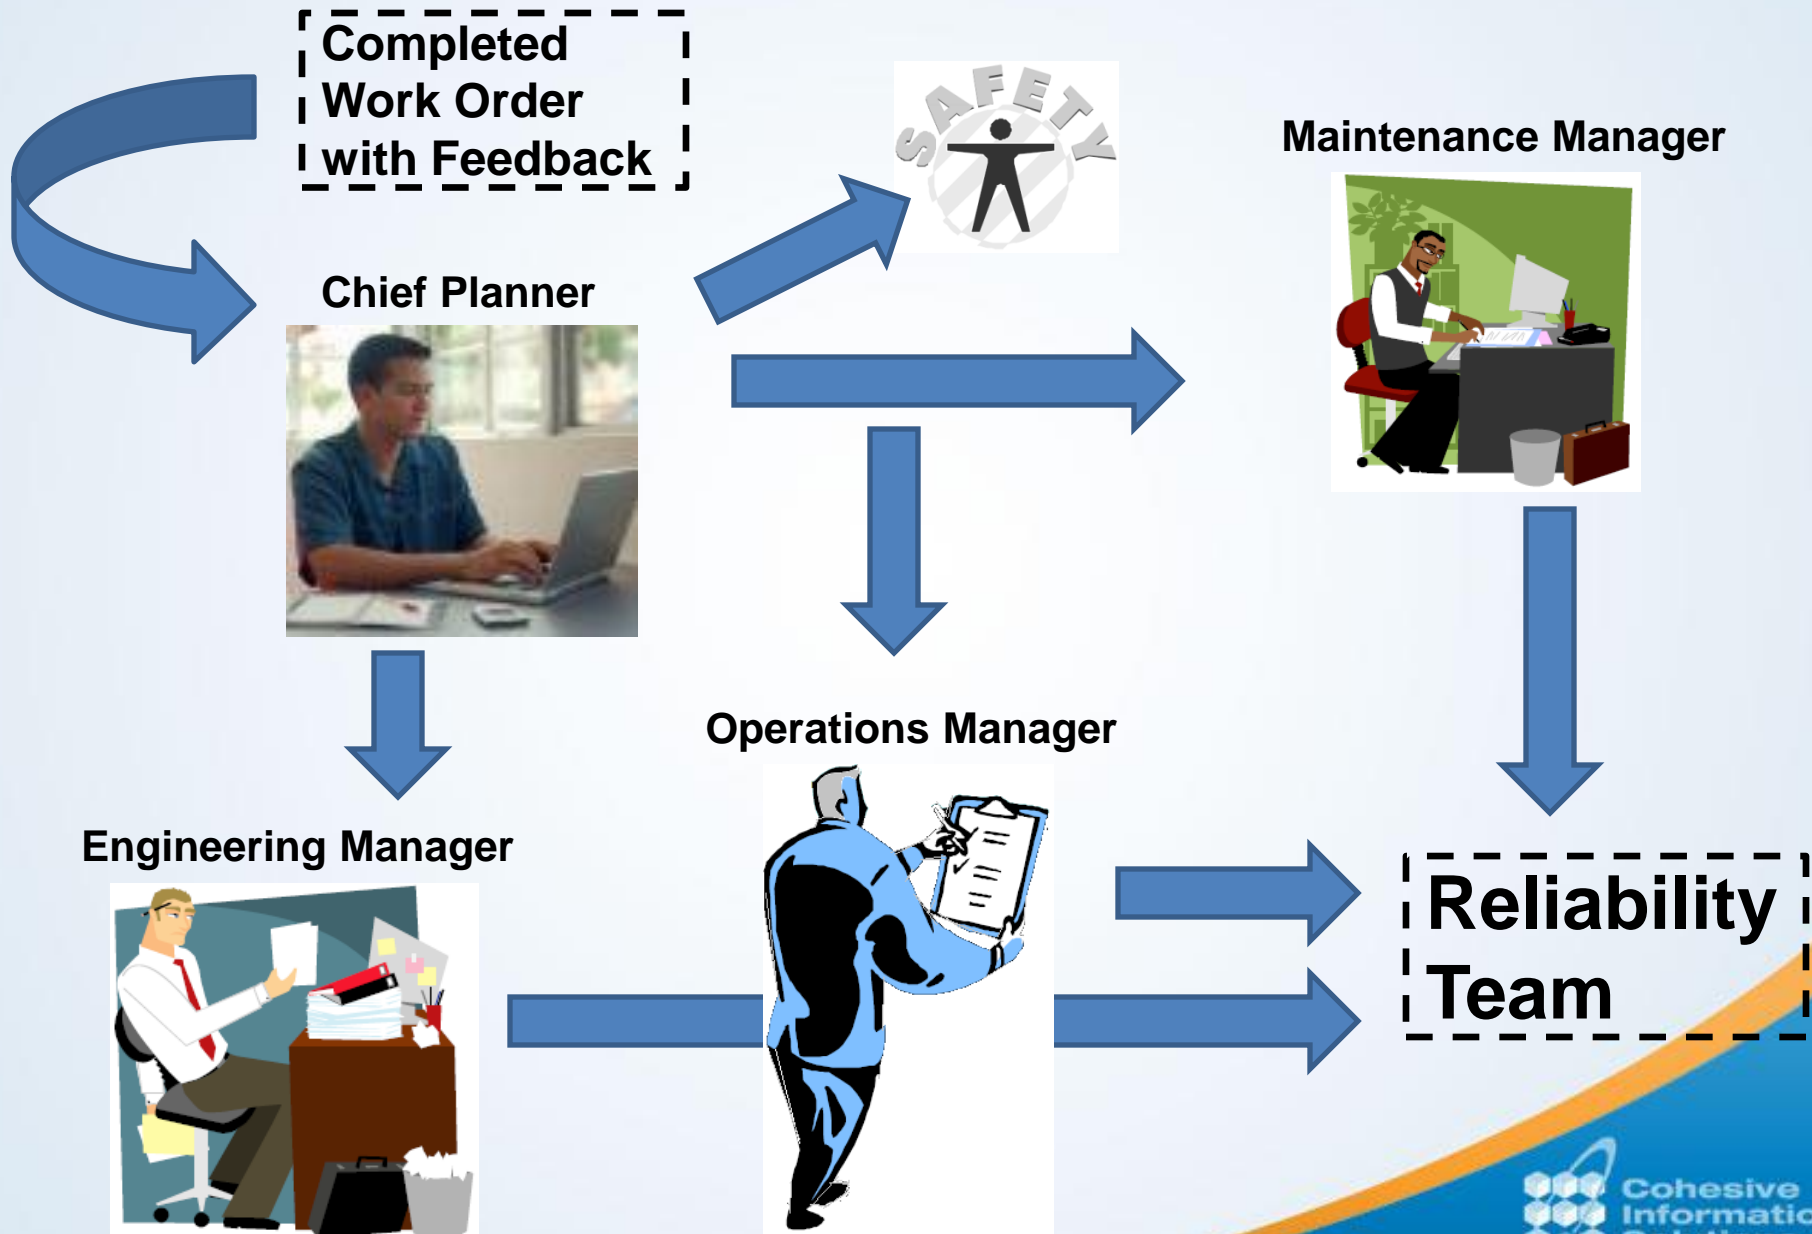 Completed
Work Order
with Feedback
SAFETY
Maintenance Manager
Chief Planner
Operations Manager
Engineering Manager
Reliability
Team
Cohesive